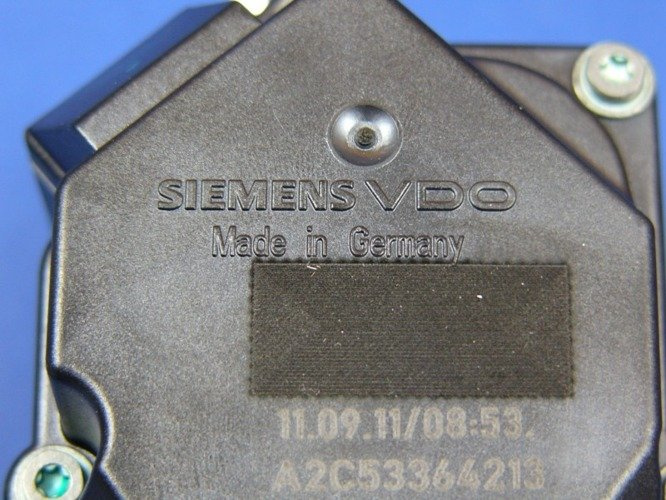 SIEMENS VDO
Made in Germany
11.09.11/08:53.
A2C53364213